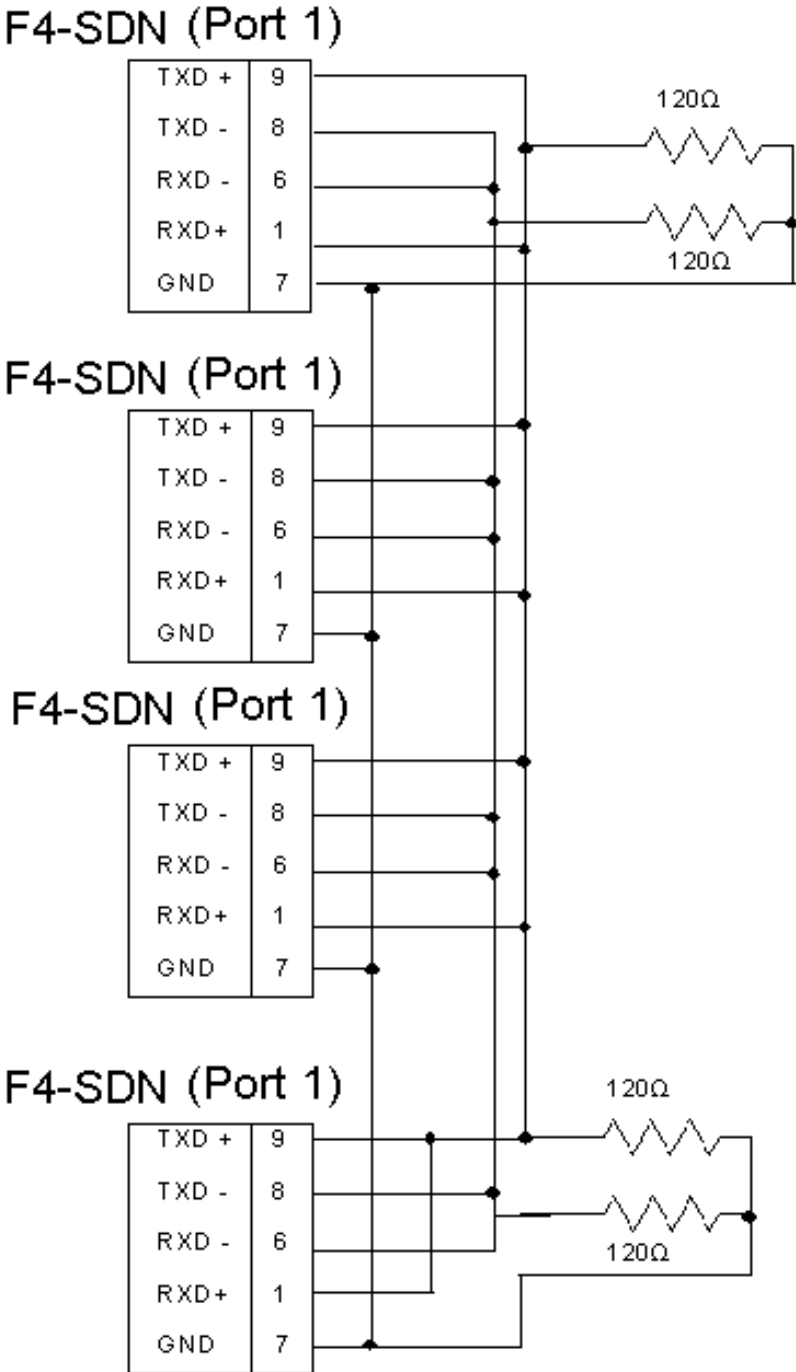 F4-SDN (Port 1)
TXD + 9
TXD - 8
RXD - 6
RXD+ 1
GND 7
120Ω
120Ω
F4-SDN (Port 1)
TXD + 9
TXD - 8
RXD - 6
RXD+ 1
GND 7
F4-SDN (Port 1)
TXD + 9
TXD - 8
RXD - 6
RXD+ 1
GND 7
F4-SDN (Port 1)
TXD + 9
TXD - 8
RXD - 6
RXD+ 1
GND 7
120Ω
120Ω